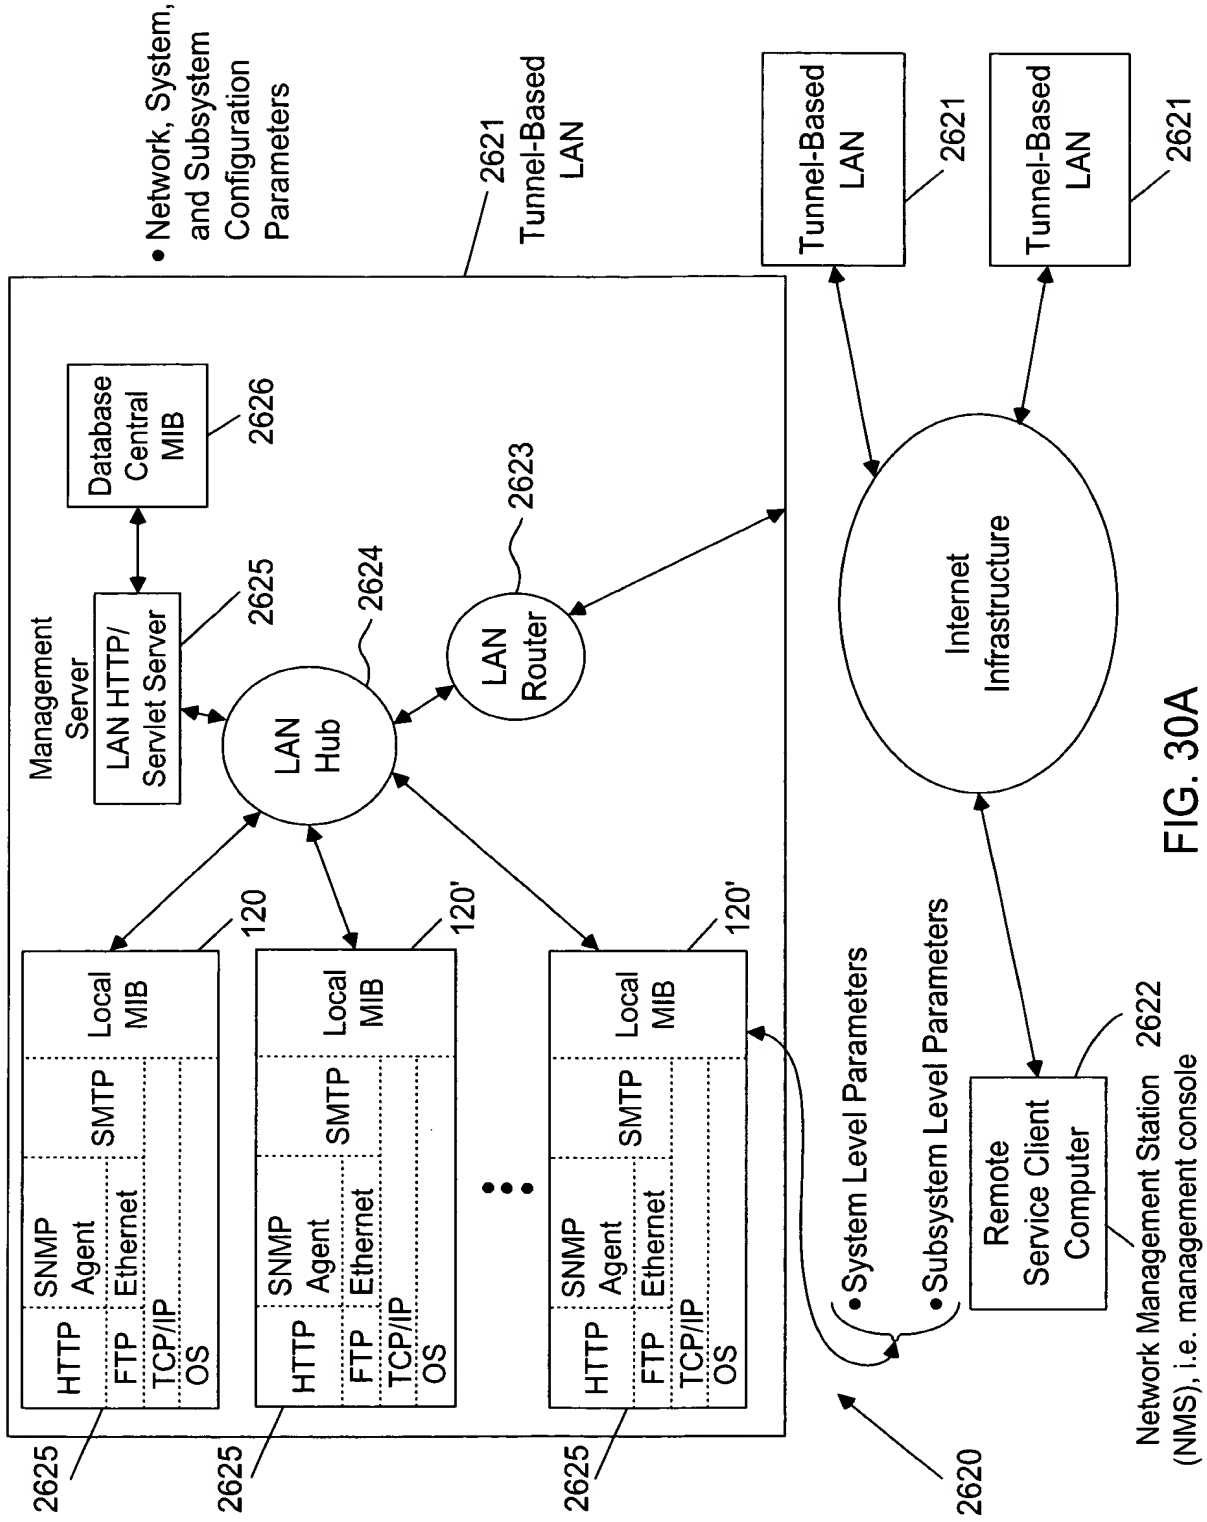 • Network, System,
and Subsystem
Configuration
Parameters
2621
Tunnel-Based
LAN
Management
Server
LAN HTTP/
Servlet Server
2625
Database
Central
MIB
2626
LAN
Hub
2624
LAN
Router
2623
HTTP
SNMP
Agent
SMTP
Local
MIB
FTP
Ethernet
TCP/IP
OS
2625
120
HTTP
SNMP
Agent
SMTP
Local
MIB
FTP
Ethernet
TCP/IP
OS
2625
120'
HTTP
SNMP
Agent
SMTP
Local
MIB
FTP
Ethernet
TCP/IP
OS
2625
120'
• System Level Parameters
• Subsystem Level Parameters
2620
Remote
Service Client
Computer
2622
Network Management Station
(NMS), i.e. management console
Internet
Infrastructure
Tunnel-Based
LAN
2621
Tunnel-Based
LAN
2621
FIG. 30A